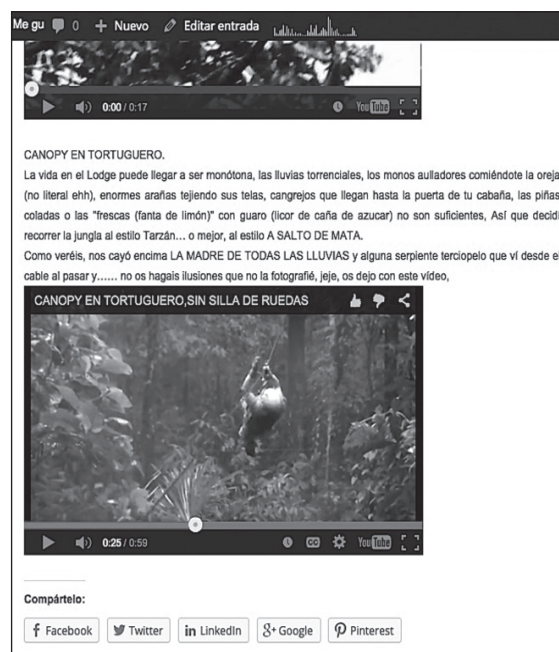 Me gu 0 Nuevo Editar entrada
0:00 / 0:17 YouTube
CANOPY EN TORTUGUERO.
La vida en el Lodge puede llegar a ser monótona, las lluvias torrenciales, los monos aulladores comiéndote la oreja
(no literal ehh), enormes arañas tejiendo sus telas, cangrejos que llegan hasta la puerta de tu cabaña, las piñas
coladas o las "frescas (fanta de limón)" con guaro (licor de caña de azucar) no son suficientes, Así que decidí
recorrer la jungla al estilo Tarzán... o mejor, al estilo A SALTO DE MATA.
Como veréis, nos cayó encima LA MADRE DE TODAS LAS LLUVIAS y alguna serpiente terciopelo que ví desde el
cable al pasar y...... no os hagais ilusiones que no la fotografié, jeje, os dejo con este vídeo,
CANOPY EN TORTUGUERO,SIN SILLA DE RUEDAS
0:25 / 0:59 CC YouTube
Compártelo:
Facebook Twitter LinkedIn Google Pinterest